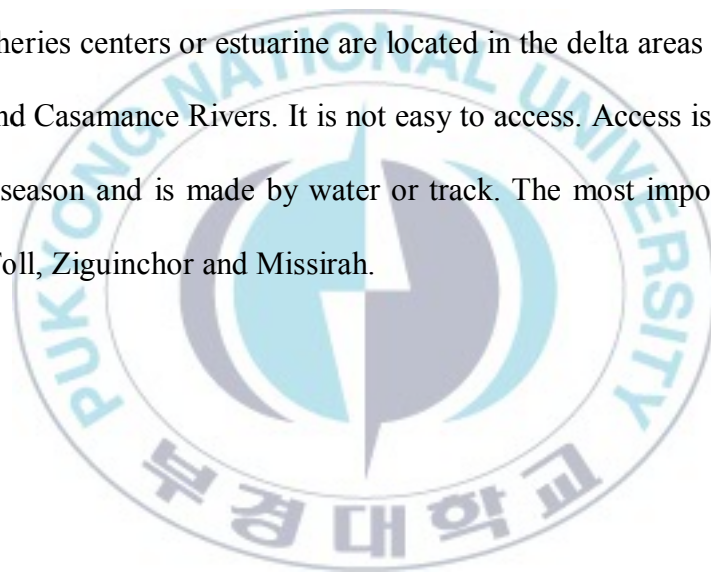 heries centers or estuarine are located in the delta areas
nd Casamance Rivers. It is not easy to access. Access is
season and is made by water or track. The most impo
oll, Ziguinchor and Missirah.
PUKYONG NATIONAL UNIVERSITY
부경대학교